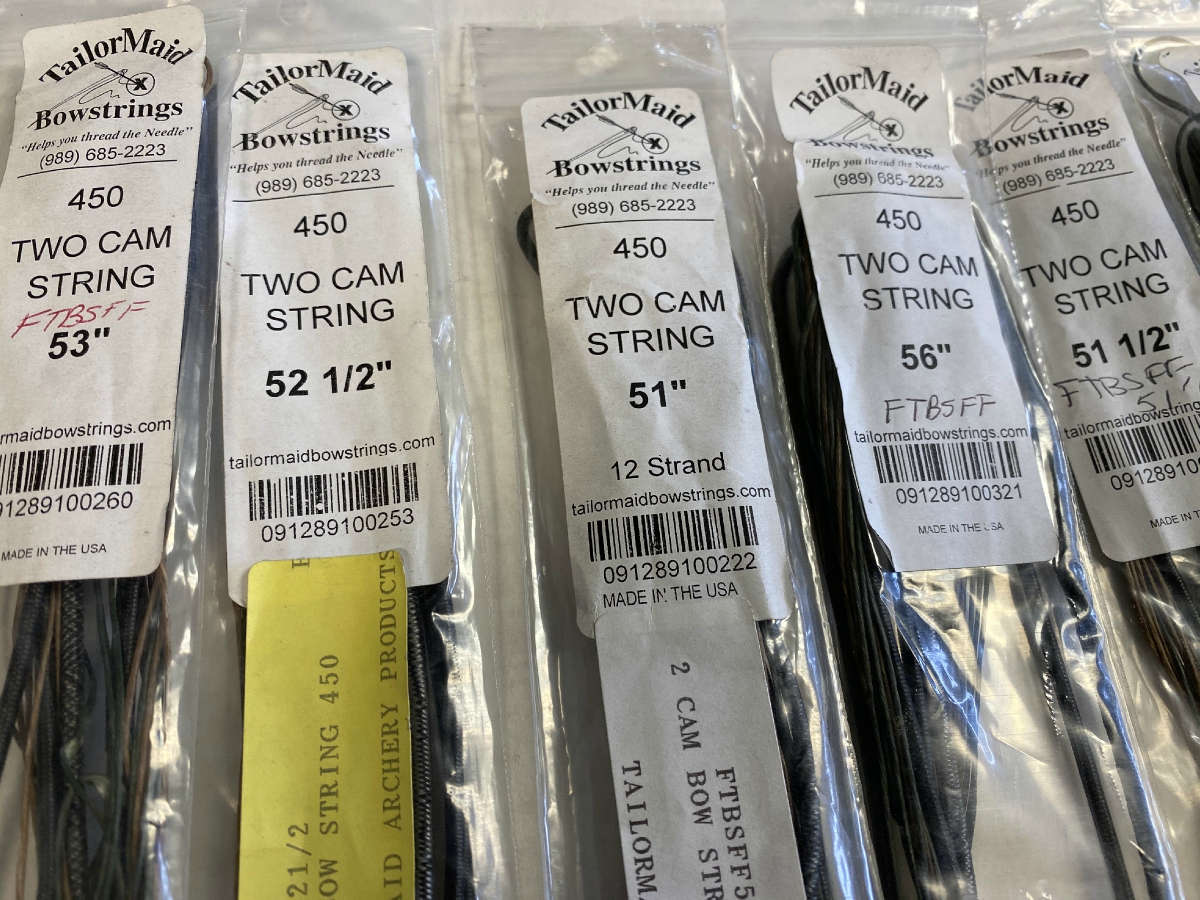 TailorMaid
Bowstrings
"Helps you thread the Needle"
(989) 685-2223
450
TWO CAM
STRING
FTBSFF
53"
rmaidbowstrings.com
091289100260
MADE IN THE USA
TailorMaid
Bowstrings
"Helps you thread the Needle"
(989) 685-2223
450
TWO CAM
STRING
52 1/2"
tailormaidbowstrings.com
091289100253
21/2
OW STRING 450
AID ARCHERY PRODUCTS
TailorMaid
Bowstrings
"Helps you thread the Needle"
(989) 685-2223
450
TWO CAM
STRING
51"
12 Strand
tailormaidbowstrings.com
091289100222
MADE IN THE USA
FTBSFF5
2 CAM BOW STR
TAILORM
TailorMaid
Bowstrings
"Helps you thread the Needle"
(989) 685-2223
450
TWO CAM
STRING
56"
FTBSFF
tailormaidbowstrings.com
091289100321
MADE IN THE USA
TailorMaid
Bowstrings
"Helps you thread the Needle"
(989) 685-2223
450
TWO CAM
STRING
51 1/2"
FTBSFF
tailormaidbowstring
09128910
MADE IN T